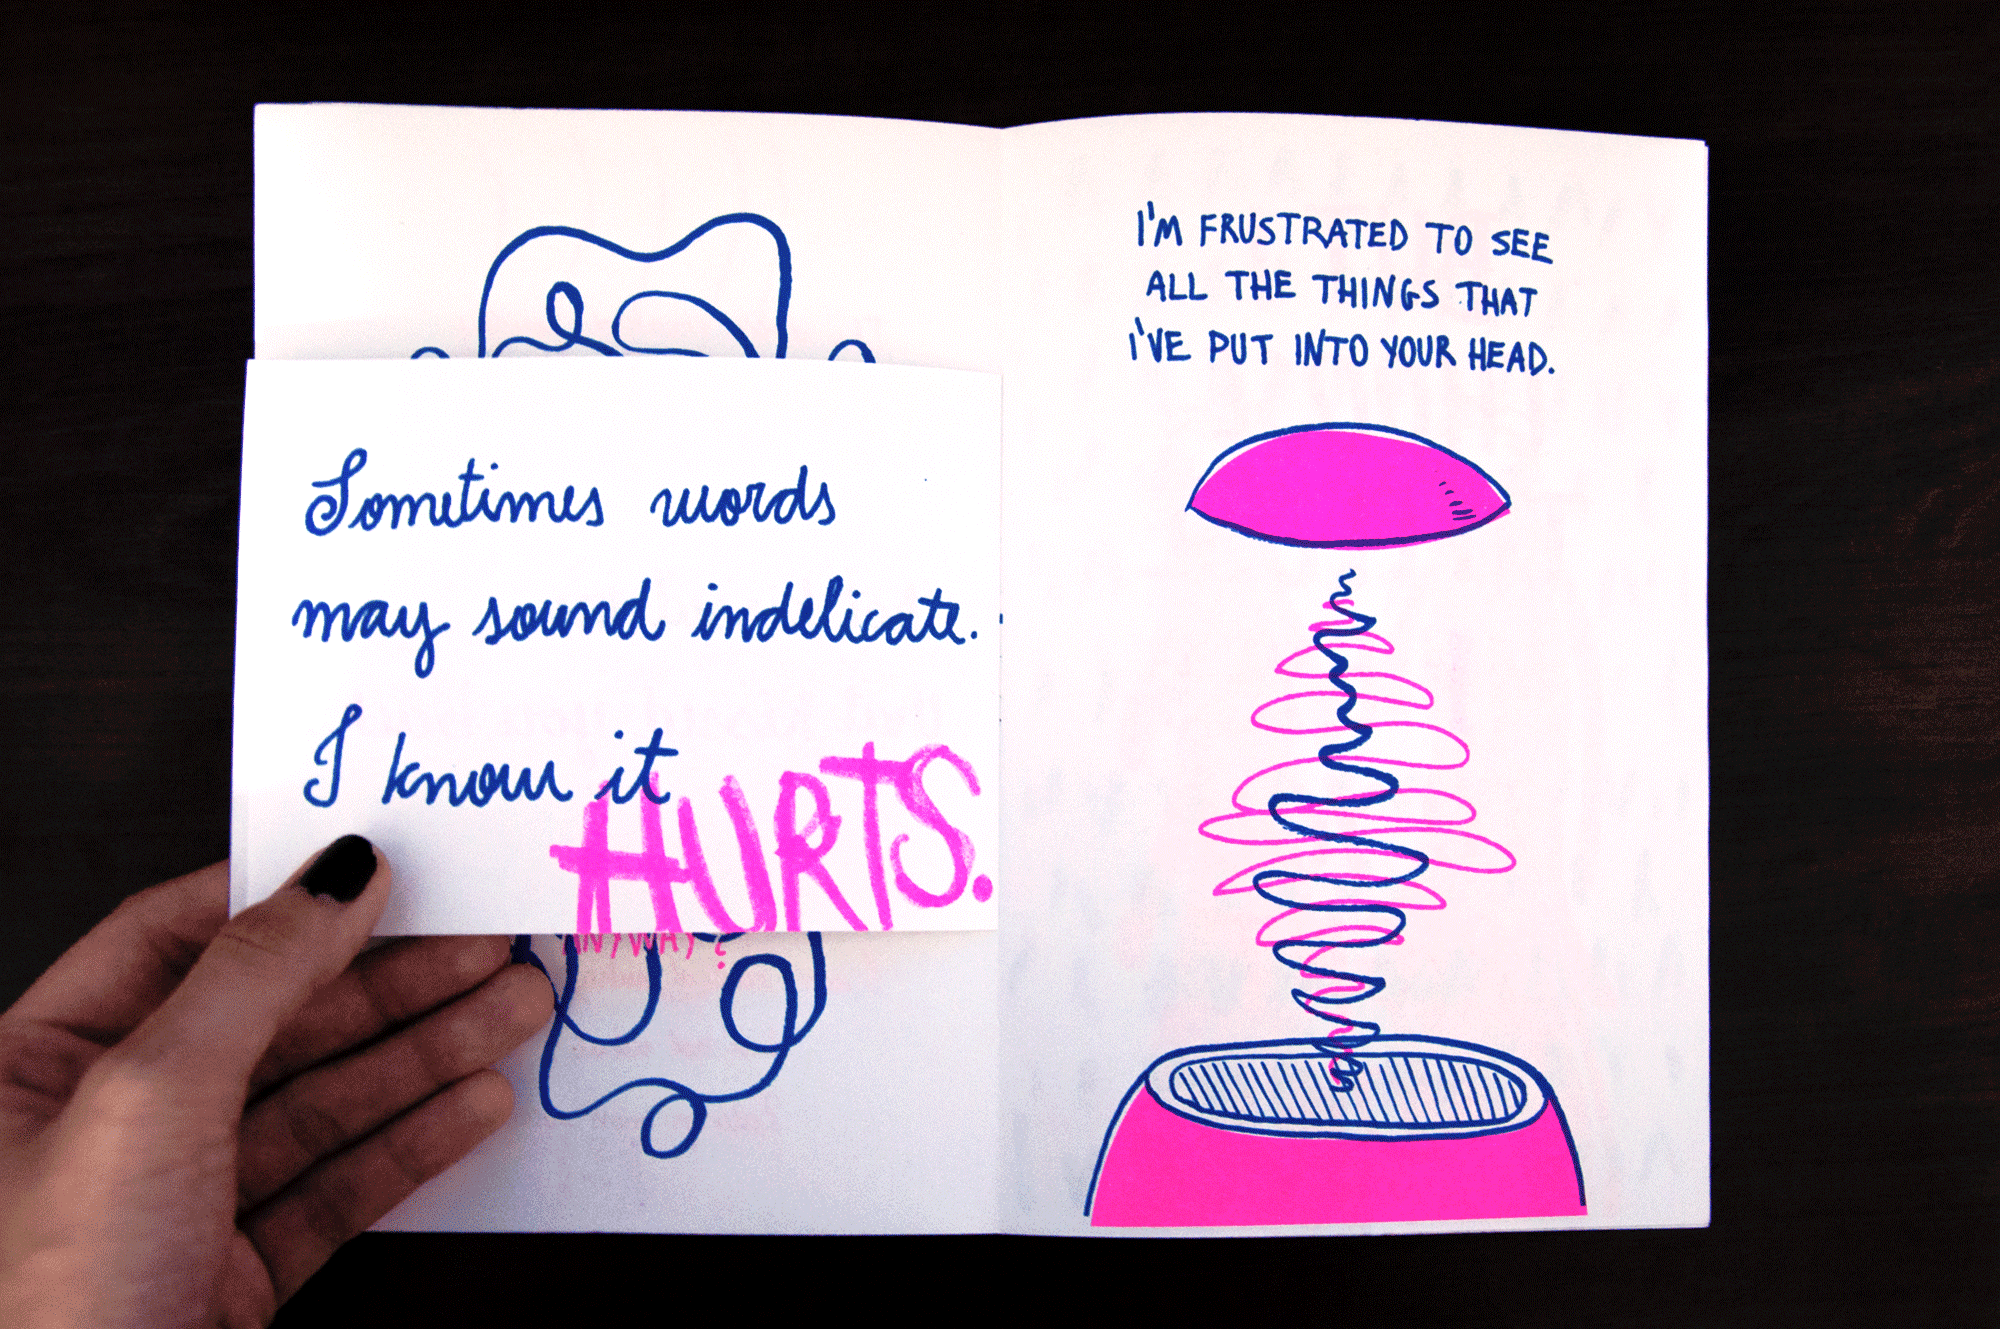 Sometimes words
may sound indelicate.
I know it
HURTS.
ANYWAY?
I'M FRUSTRATED TO SEE
ALL THE THINGS THAT
I'VE PUT INTO YOUR HEAD.